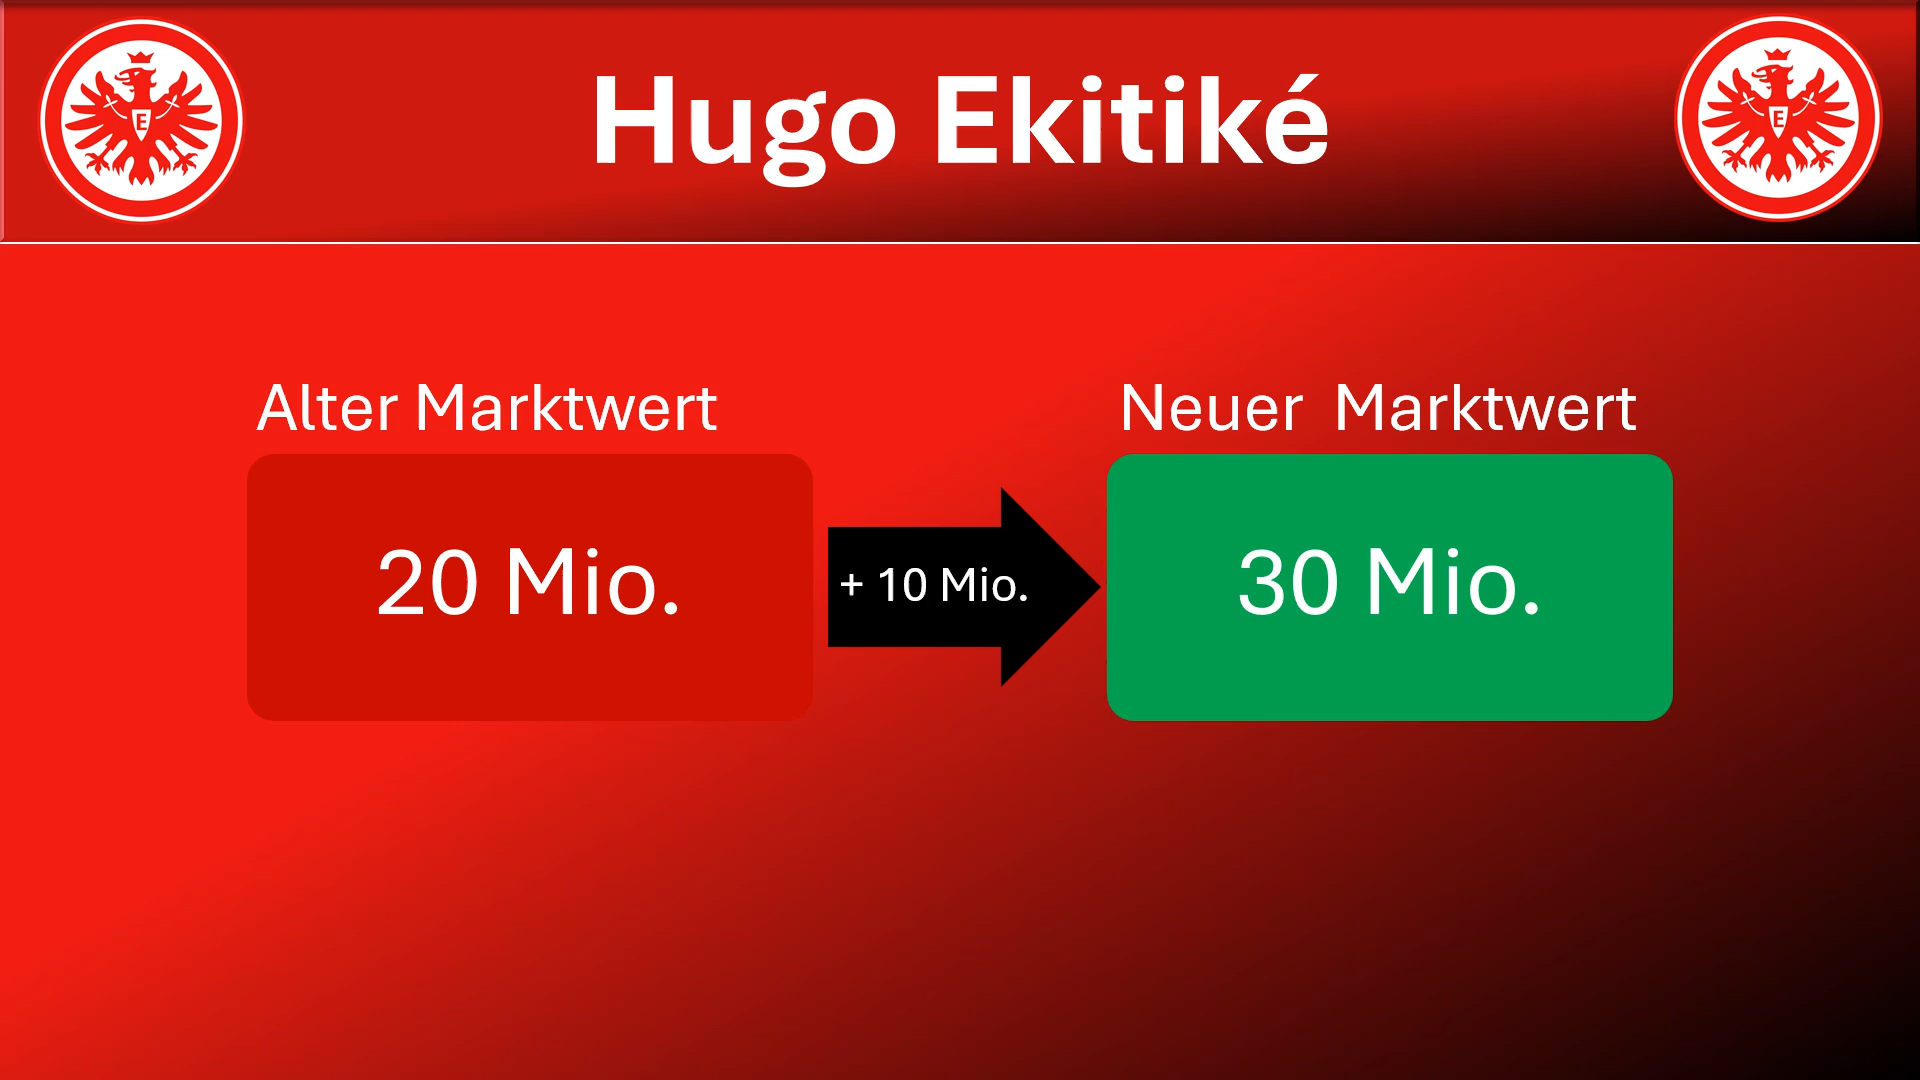 Hugo Ekitiké
Alter Marktwert
Neuer Marktwert
20 Mio.
+ 10 Mio.
30 Mio.
E
E